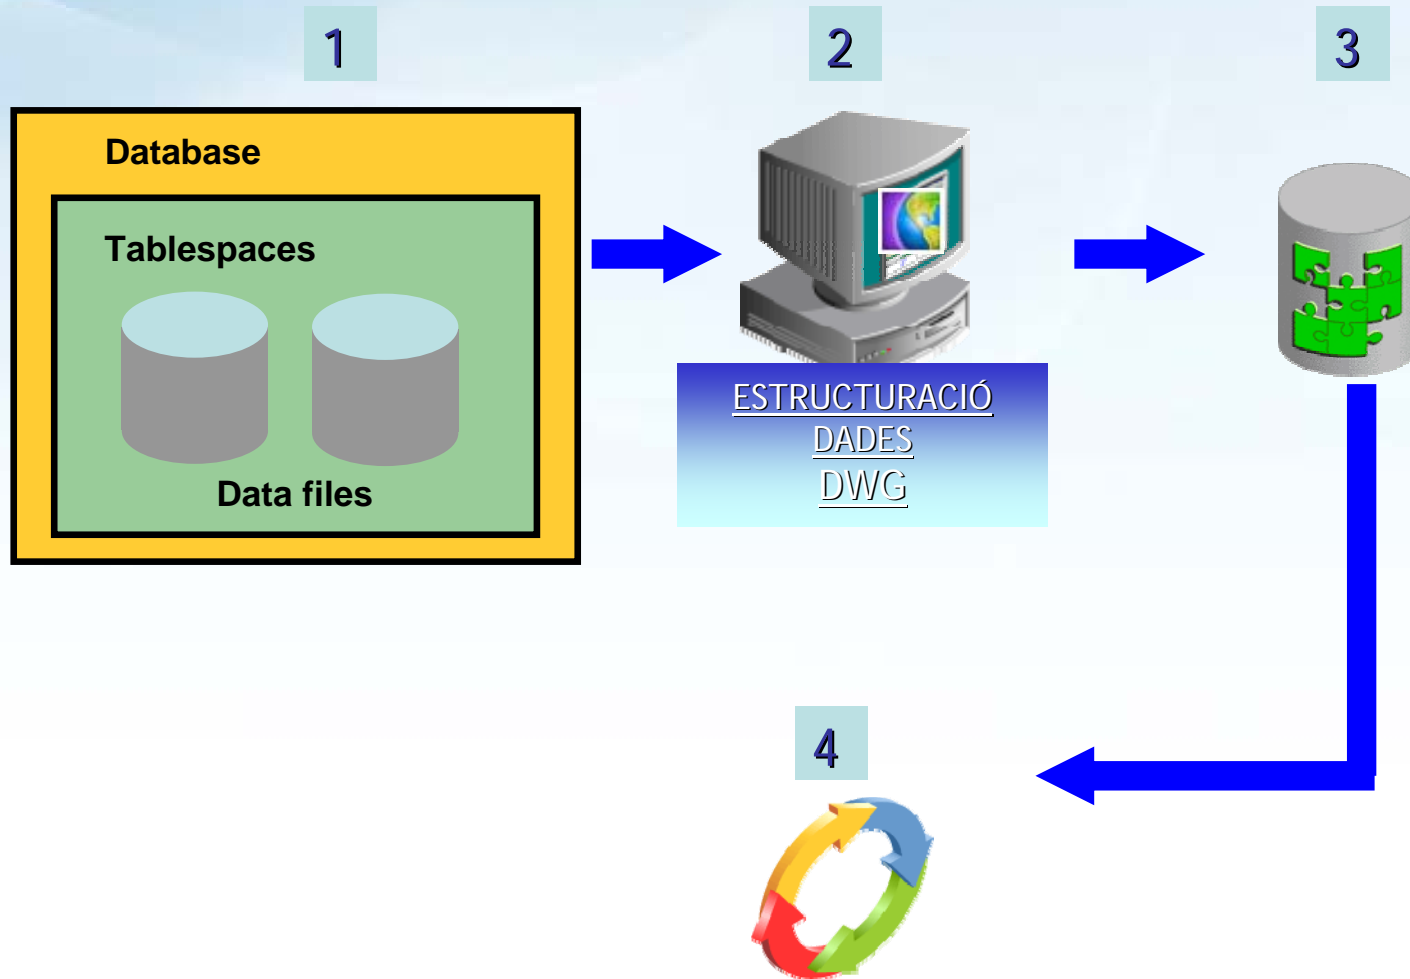 1
2
3
Database
Tablespaces
Data files
ESTRUCTURACIÓ
DADES
DWG
4